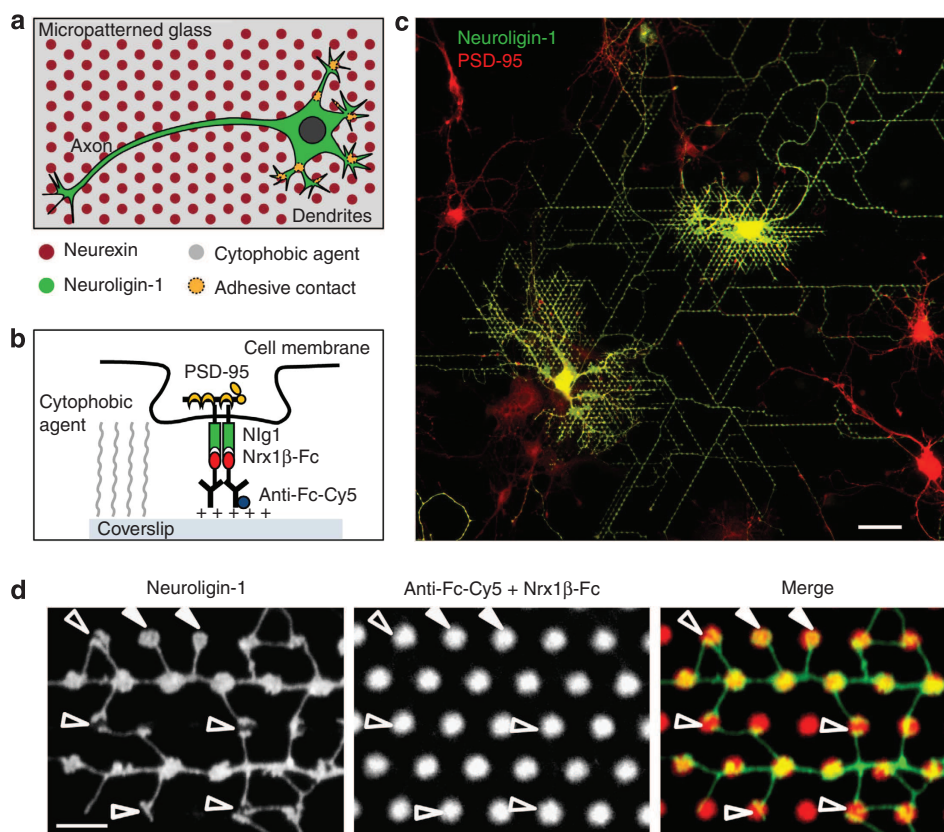 a
Micropatterned glass
Axon
Dendrites
Neurexin
Cytophobic agent
Neuroligin-1
Adhesive contact
b
Cell membrane
PSD-95
Cytophobic
agent
Nlg1
Nrx1β-Fc
Anti-Fc-Cy5
+ + + + +
Coverslip
c
Neuroligin-1
PSD-95
d
Neuroligin-1
Anti-Fc-Cy5 + Nrx1β-Fc
Merge